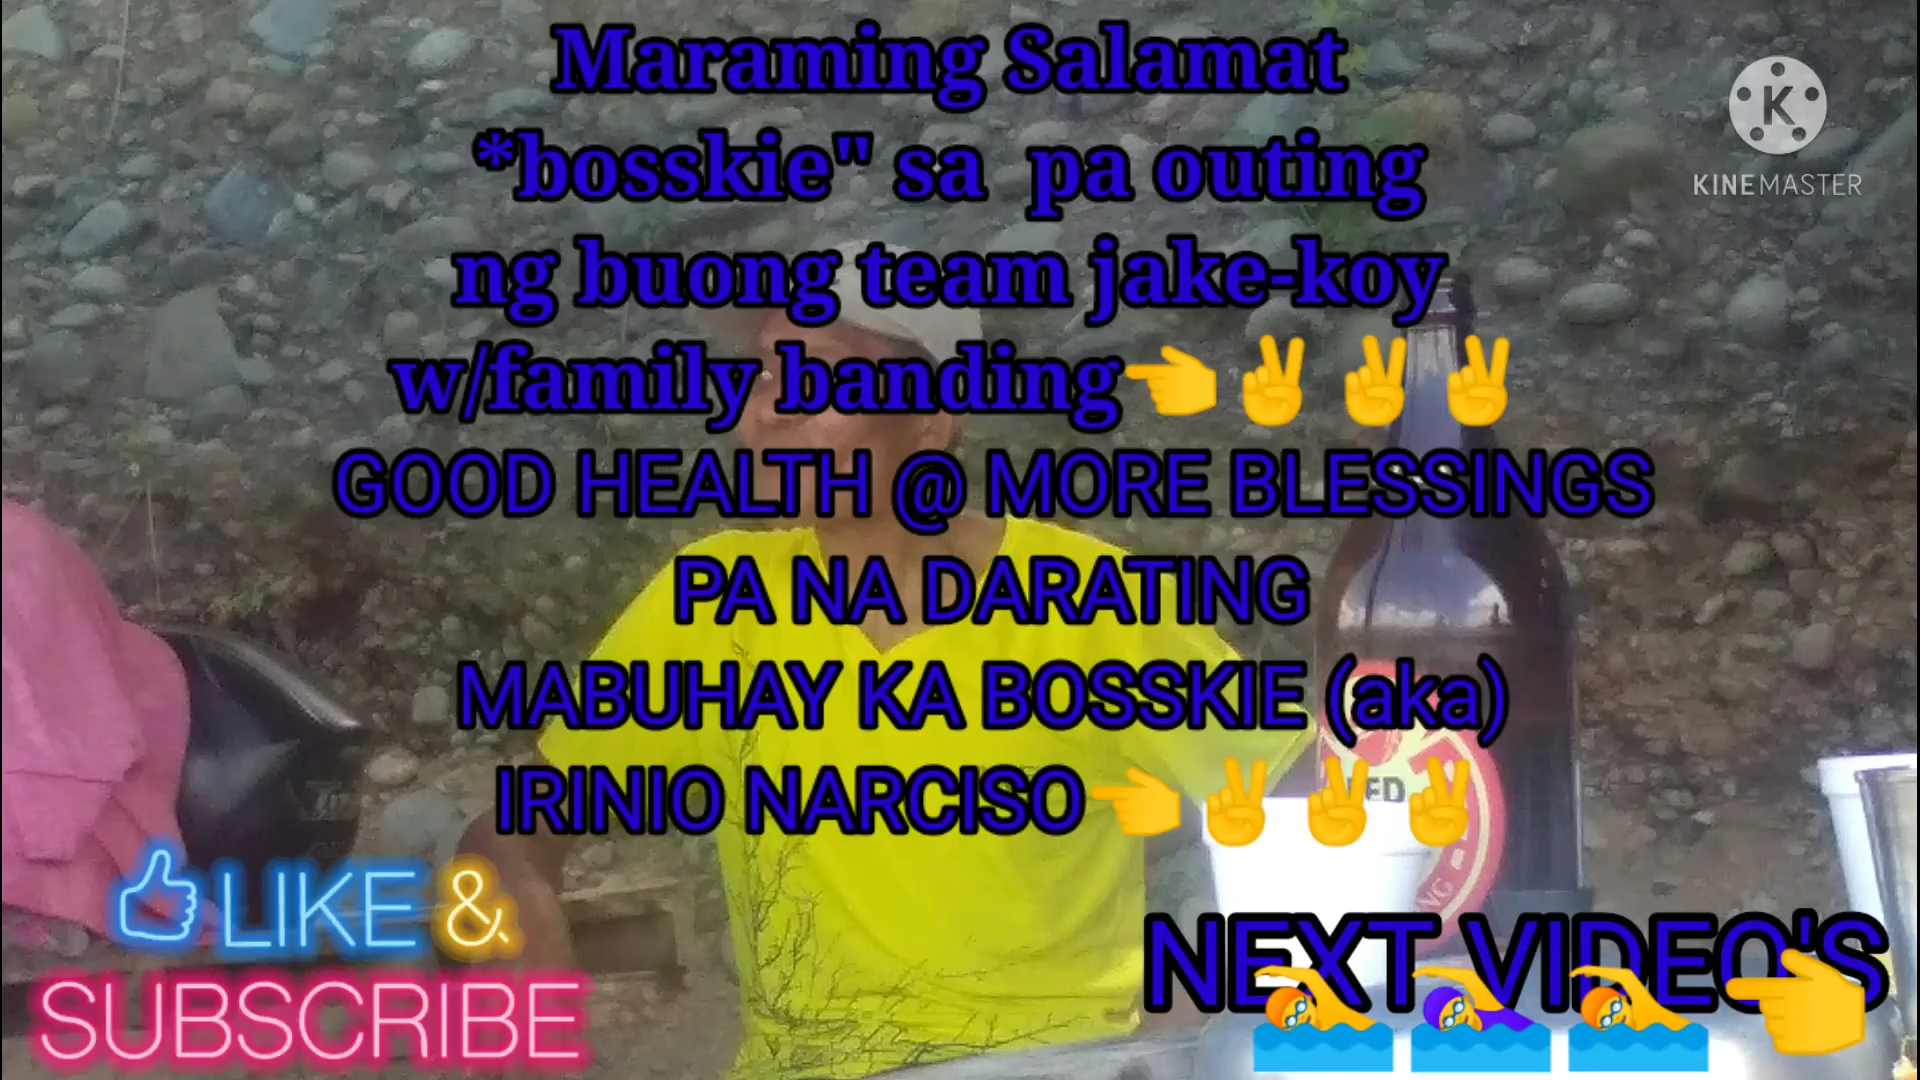 Maraming Salamat
*bosskie" sa pa outing
ng buong team jake-koy
w/family banding👈✌✌✌
GOOD HEALTH @ MORE BLESSINGS
PA NA DARATING
MABUHAY KA BOSSKIE (aka)
IRINIO NARCISO👈✌✌✌
KINEMASTER
LIKE &
SUBSCRIBE
NEXT VIDEO'S